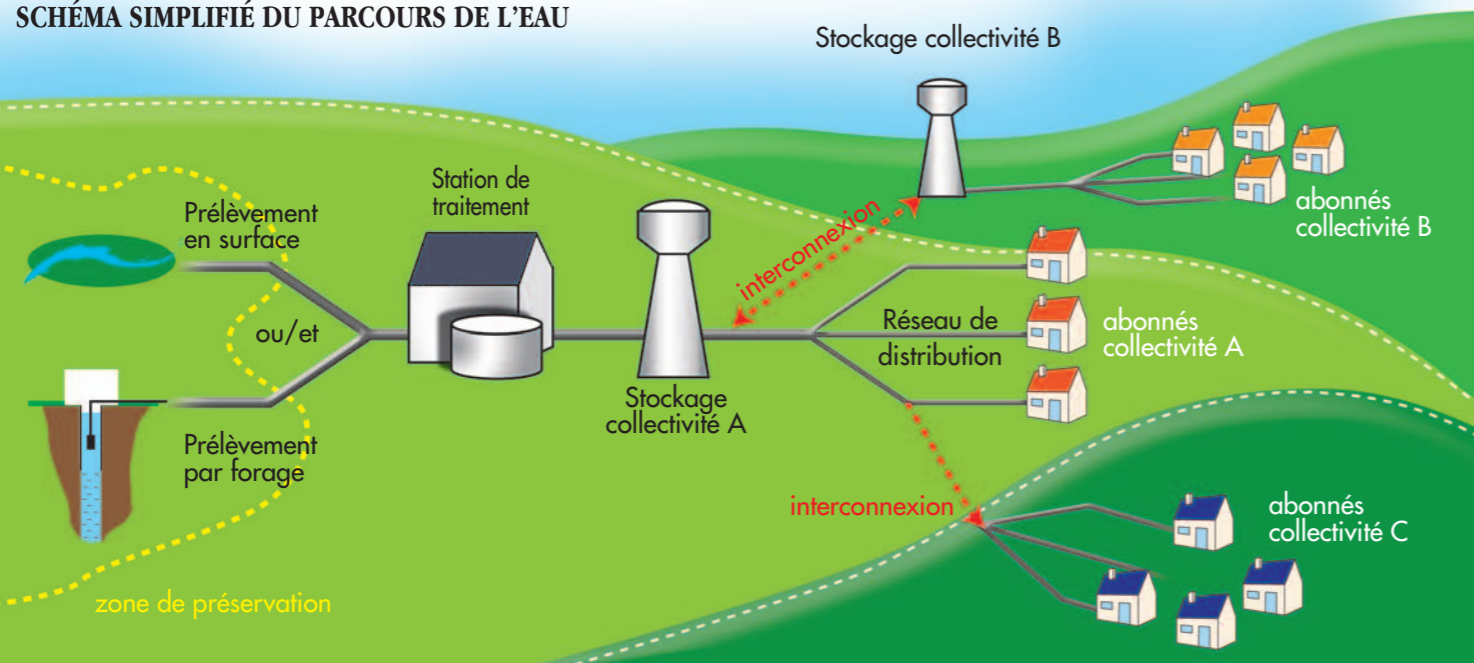 SCHÉMA SIMPLIFIÉ DU PARCOURS DE L'EAU
Stockage collectivité B
Station de
traitement
Prélèvement
en surface
interconnexion
abonnés
collectivité B
ou/et
Réseau de
distribution
abonnés
collectivité A
Stockage
collectivité A
Prélèvement
par forage
interconnexion
abonnés
collectivité C
zone de préservation